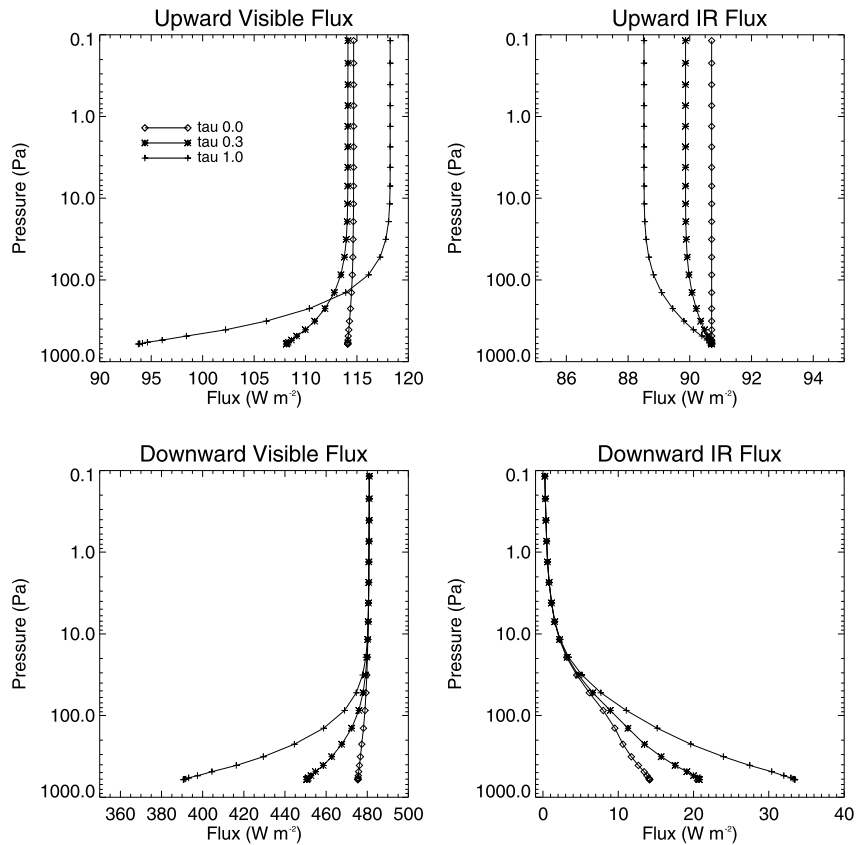 Upward Visible Flux
0.1
1.0
10.0
100.0
1000.0
Pressure (Pa)
tau 0.0
tau 0.3
tau 1.0
90 95 100 105 110 115 120
Flux (W m-2)
Upward IR Flux
0.1
1.0
10.0
100.0
1000.0
Pressure (Pa)
86 88 90 92 94
Flux (W m-2)
Downward Visible Flux
0.1
1.0
10.0
100.0
1000.0
Pressure (Pa)
360 380 400 420 440 460 480 500
Flux (W m-2)
Downward IR Flux
0.1
1.0
10.0
100.0
1000.0
Pressure (Pa)
0 10 20 30 40
Flux (W m-2)